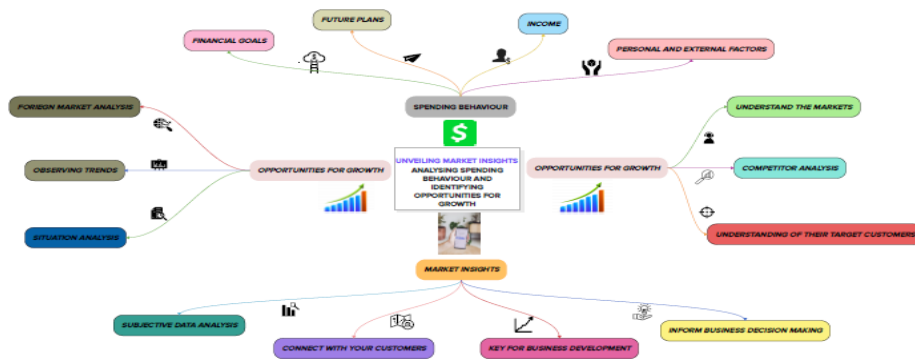 FUTURE PLANS
INCOME
FINANCIAL GOALS
PERSONAL AND EXTERNAL FACTORS
SPENDING BEHAVIOUR
FORIEGN MARKET ANALYSIS
OBSERVING TRENDS
SITUATION ANALYSIS
OPPORTUNITIES FOR GROWTH
$
UNVEILING MARKET INSIGHTS
ANALYSING SPENDING
BEHAVIOUR AND
IDENTIFYING
OPPORTUNITIES FOR
GROWTH
OPPORTUNITIES FOR GROWTH
UNDERSTAND THE MARKETS
COMPETITOR ANALYSIS
UNDERSTANDING OF THEIR TARGET CUSTOMERS
MARKET INSIGHTS
SUBJECTIVE DATA ANALYSIS
CONNECT WITH YOUR CUSTOMERS
KEY FOR BUSINESS DEVELOPMENT
INFORM BUSINESS DECISION MAKING